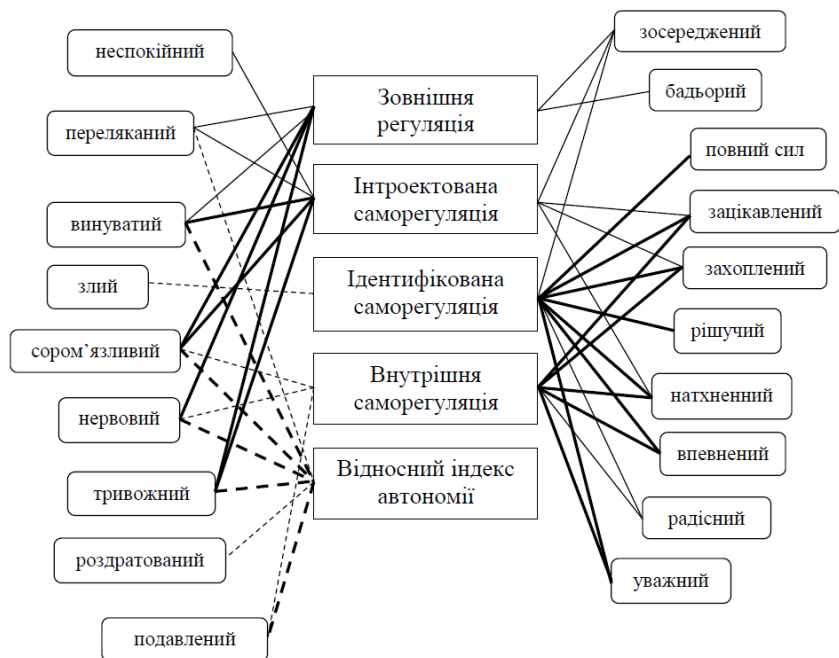 неспокійний
переляканий
винуватий
злий
сором’язливий
нервовий
тривожний
роздратований
подавлений
Зовнішня
регуляція
Інтроектована
саморегуляція
Ідентифікована
саморегуляція
Внутрішня
саморегуляція
Відносний індекс
автономії
зосереджений
бадьорий
повний сил
зацікавлений
захоплений
рішучий
натхненний
впевнений
радісний
уважний